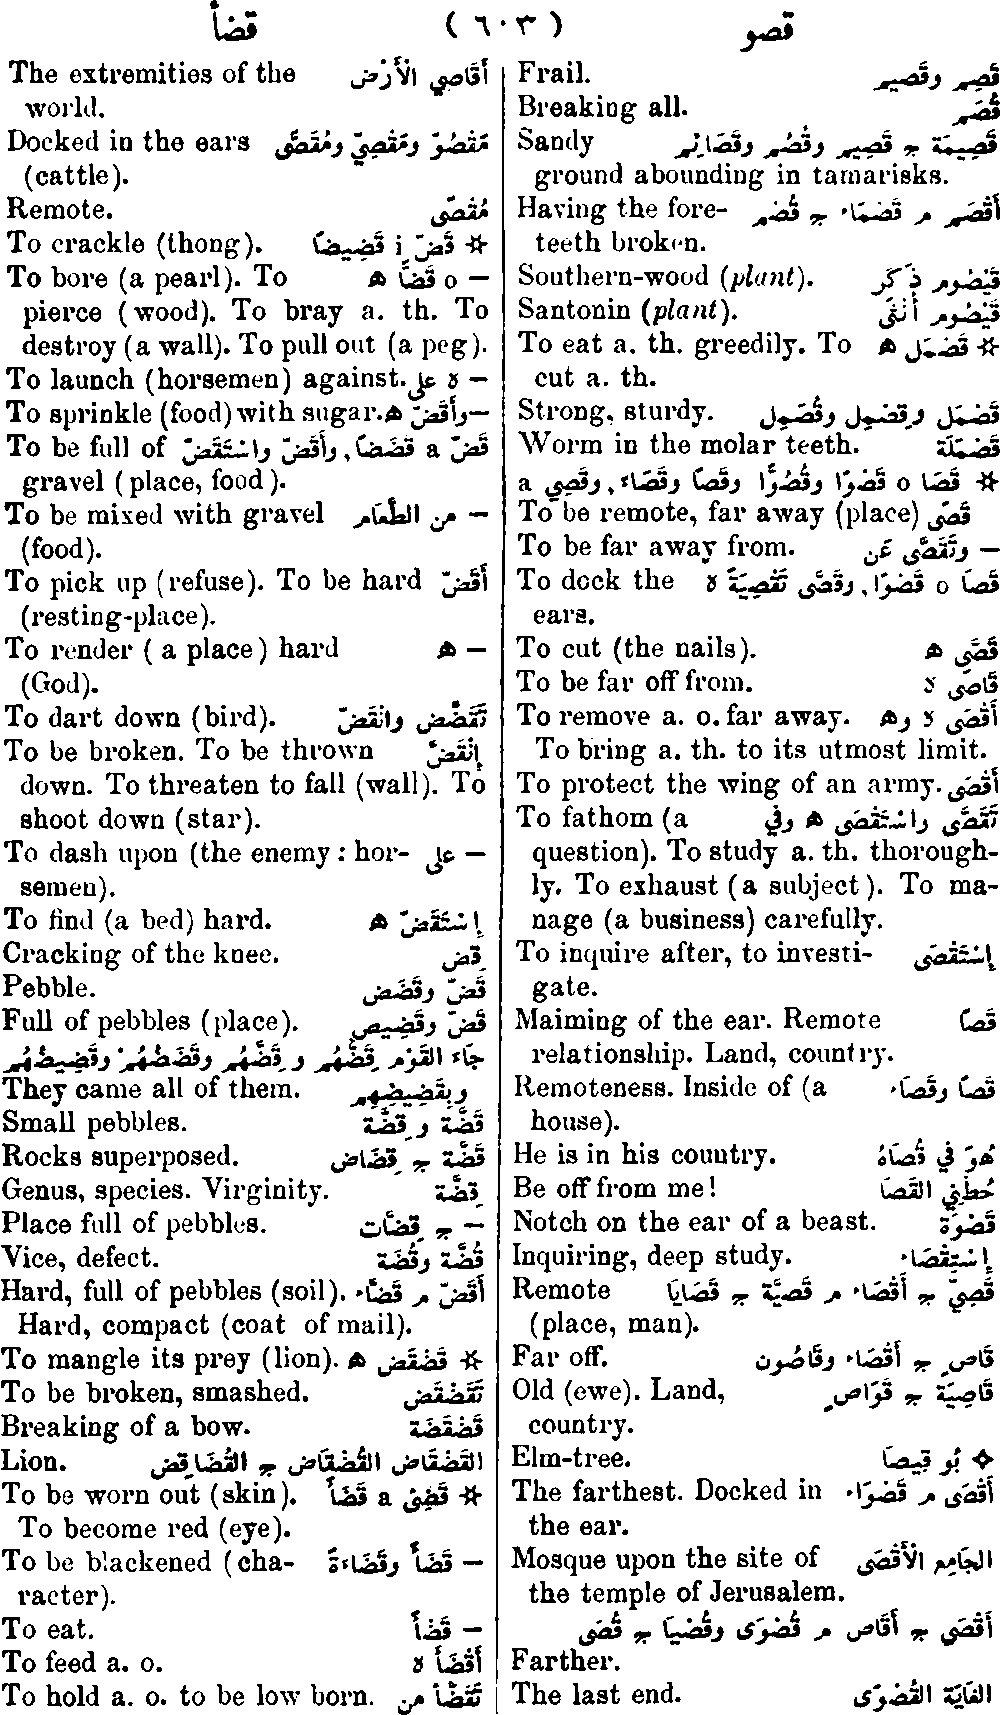 قصو (٦٠٣) قضأ
Frail. قَصِم وقَصِيم
Breaking all. قُصَم
Sandy قَصِيمَة ج قَصِيم وقُصُم وقَصَائِم
ground abounding in tamarisks.
Having the fore- أَقْصَم م قَصْمَاء ج قُصْم
teeth broken.
Southern-wood (plant). قَيْصُوم ذَكَر
Santonin (plant). قَيْصُوم أُنْثَى
To eat a. th. greedily. To ☆ قَصْمَل ه
cut a. th.
Strong, sturdy. قَصْمَل وقِصْمِل وقُصَمِل
Worm in the molar teeth. قَصْمَلَة
☆ قَصَا o قَصْوًا وقُصُوًّا وقَصًا وقَصَاء, وقَصِي a
To be remote, far away (place) قَصًى
To be far away from. — وتَقَصَّى عَن
To dock the قَصَا o قَصْوًا, وقَصَّى تَقْصِيَةً ه
ears.
To cut (the nails). قَصَّى ه
To be far off from. قَاصَى ه
To remove a. o. far away. أَقْصَى ه وه
To bring a. th. to its utmost limit.
To protect the wing of an army. أَقْصَى
To fathom (a تَقَصَّى واسْتَقْصَى ه وفي
question). To study a. th. thorough-
ly. To exhaust (a subject). To ma-
nage (a business) carefully.
To inquire after, to investi- إِسْتَقْصَى
gate.
Maiming of the ear. Remote قَصًا
relationship. Land, country.
Remoteness. Inside of (a قَصًا وقَصَاء
house).
He is in his country. هُوَ فِي قُصَاهُ
Be off from me! حُطْنِي القَصَا
Notch on the ear of a beast. قَصْوَة
Inquiring, deep study. إِسْتِقْصَاء
Remote قَصِيّ ج أَقْصَاء م قَصِيَّة ج قَصَايَا
(place, man).
Far off. قَاصٍ ج أَقْصَاء وقَاصُون
Old (ewe). Land, قَاصِيَة ج قَوَاصٍ
country.
Elm-tree. ❖ بُو قِيصَا
The farthest. Docked in أَقْصَى م قَصْوَاء
the ear.
Mosque upon the site of الجَامِع الأَقْصَى
the temple of Jerusalem.
أَقْصَى ج أَقَاصٍ م قُصْوَى وقُصْيَا ج قُصًى
Farther.
The last end. الغَايَة القُصْوَى
The extremities of the أَقَاصِي الأَرْض
world.
Docked in the ears مَقْصُوّ ومَقْصِيّ ومُقَصًّى
(cattle).
Remote. مُقْصًى
To crackle (thong). ☆ قَضَّ i قَضِيضًا
To bore (a pearl). To — o قَضًّا ه
pierce (wood). To bray a. th. To
destroy (a wall). To pull out (a peg).
To launch (horsemen) against. — ه على
To sprinkle (food) with sugar. — وأَقَضَّ ه
To be full of قَضَّ a قَضَضًا, وأَقَضَّ واسْتَقَضَّ
gravel (place, food).
To be mixed with gravel — من الطَّعَام
(food).
To pick up (refuse). To be hard أَقَضَّ
(resting-place).
To render (a place) hard — ه
(God).
To dart down (bird). تَقَضَّض وانْقَضَّ
To be broken. To be thrown إِنْقَضَّ
down. To threaten to fall (wall). To
shoot down (star).
To dash upon (the enemy : hor- — على
semen).
To find (a bed) hard. إِسْتَقَضَّ ه
Cracking of the knee. قِض
Pebble. قَضّ وقَضَض
Full of pebbles (place). قَضّ وقَضِيض
جَاء القَوْم قَضُّهُم و قِضُّهُم وقَضَضُهُم وقَضِيضُهُم
They came all of them. وبِقَضِيضِهِم
Small pebbles. قَضَّة و قِضَّة
Rocks superposed. قَضَّة ج قِضَاض
Genus, species. Virginity. قِضَّة
Place full of pebbles. — ج قِضَّات
Vice, defect. قُضَّة وقُضَة
Hard, full of pebbles (soil). أَقَضّ م قَضَّاء
Hard, compact (coat of mail).
To mangle its prey (lion). ☆ قَضْقَض ه
To be broken, smashed. تَقَضْقَض
Breaking of a bow. قَضْقَضَة
Lion. القَضْقَاض القُضْقَاض ج القُضَاقِض
To be worn out (skin). ☆ قَضِئ a قَضَأً
To become red (eye).
To be blackened (cha- — قَضَأً وقَضَاءةً
racter).
To eat. — قَضْأً
To feed a. o. أَقْضَأَ ه
To hold a. o. to be low born. تَقَضَّأَ من